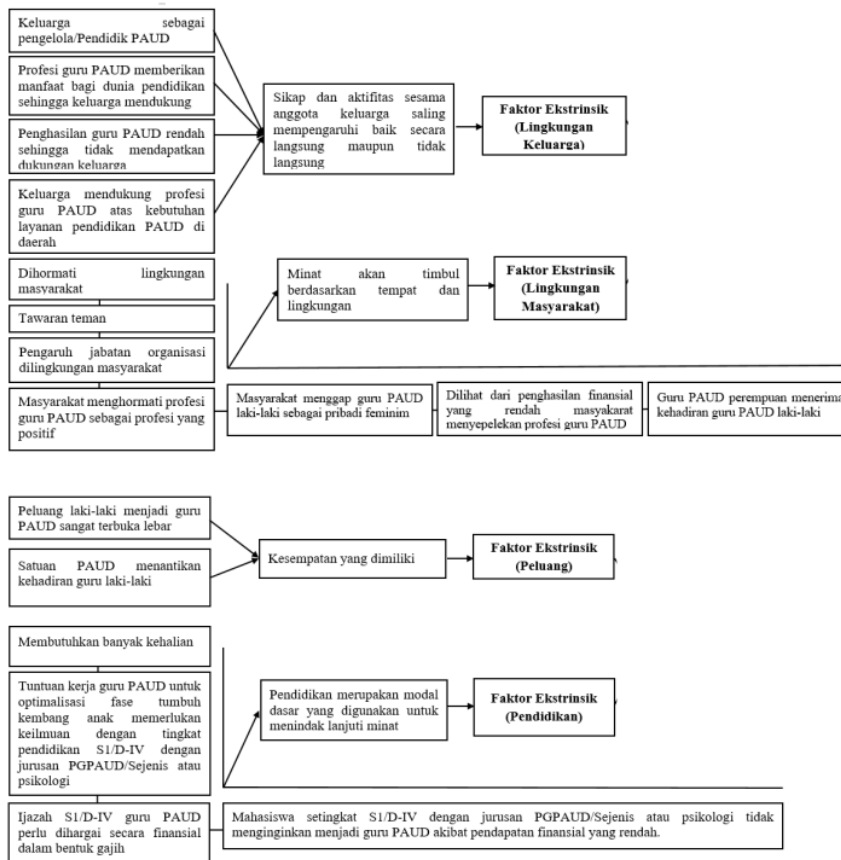 Keluarga sebagai
pengelola/Pendidik PAUD
Profesi guru PAUD memberikan
manfaat bagi dunia pendidikan
sehingga keluarga mendukung
Penghasilan guru PAUD rendah
sehingga tidak mendapatkan
dukungan keluarga
Keluarga mendukung profesi
guru PAUD atas kebutuhan
layanan pendidikan PAUD di
daerah
Sikap dan aktifitas sesama
anggota keluarga saling
mempengaruhi baik secara
langsung maupun tidak
langsung
Faktor Ekstrinsik
(Lingkungan
Keluarga)
Dihormati lingkungan
masyarakat
Tawaran teman
Pengaruh jabatan organisasi
dilingkungan masyarakat
Masyarakat menghormati profesi
guru PAUD sebagai profesi yang
positif
Minat akan timbul
berdasarkan tempat dan
lingkungan
Faktor Ekstrinsik
(Lingkungan
Masyarakat)
Masyarakat menggap guru PAUD
laki-laki sebagai pribadi feminim
Dilihat dari penghasilan finansial
yang rendah masyakarat
menyepelekan profesi guru PAUD
Guru PAUD perempuan menerima
kehadiran guru PAUD laki-laki
Peluang laki-laki menjadi guru
PAUD sangat terbuka lebar
Satuan PAUD menantikan
kehadiran guru laki-laki
Kesempatan yang dimiliki
Faktor Ekstrinsik
(Peluang)
Membutuhkan banyak kehalian
Tuntuan kerja guru PAUD untuk
optimalisasi fase tumbuh
kembang anak memerlukan
keilmuan dengan tingkat
pendidikan S1/D-IV dengan
jurusan PGPAUD/Sejenis atau
psikologi
Ijazah S1/D-IV guru PAUD
perlu dihargai secara finansial
dalam bentuk gajih
Pendidikan merupakan modal
dasar yang digunakan untuk
menindak lanjuti minat
Faktor Ekstrinsik
(Pendidikan)
Mahasiswa setingkat S1/D-IV dengan jurusan PGPAUD/Sejenis atau psikologi tidak
menginginkan menjadi guru PAUD akibat pendapatan finansial yang rendah.